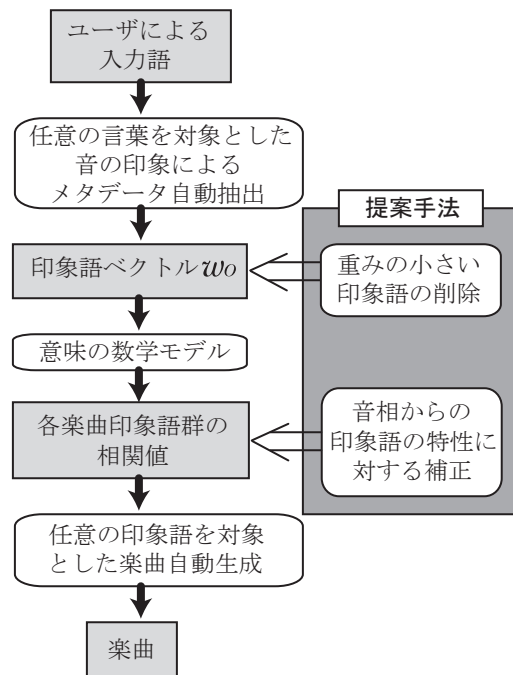 ユーザによる
入力語
任意の言葉を対象とした
音の印象による
メタデータ自動抽出
提案手法
印象語ベクトルwo
重みの小さい
印象語の削除
意味の数学モデル
各楽曲印象語群の
相関値
音相からの
印象語の特性に
対する補正
任意の印象語を対象
とした楽曲自動生成
楽曲